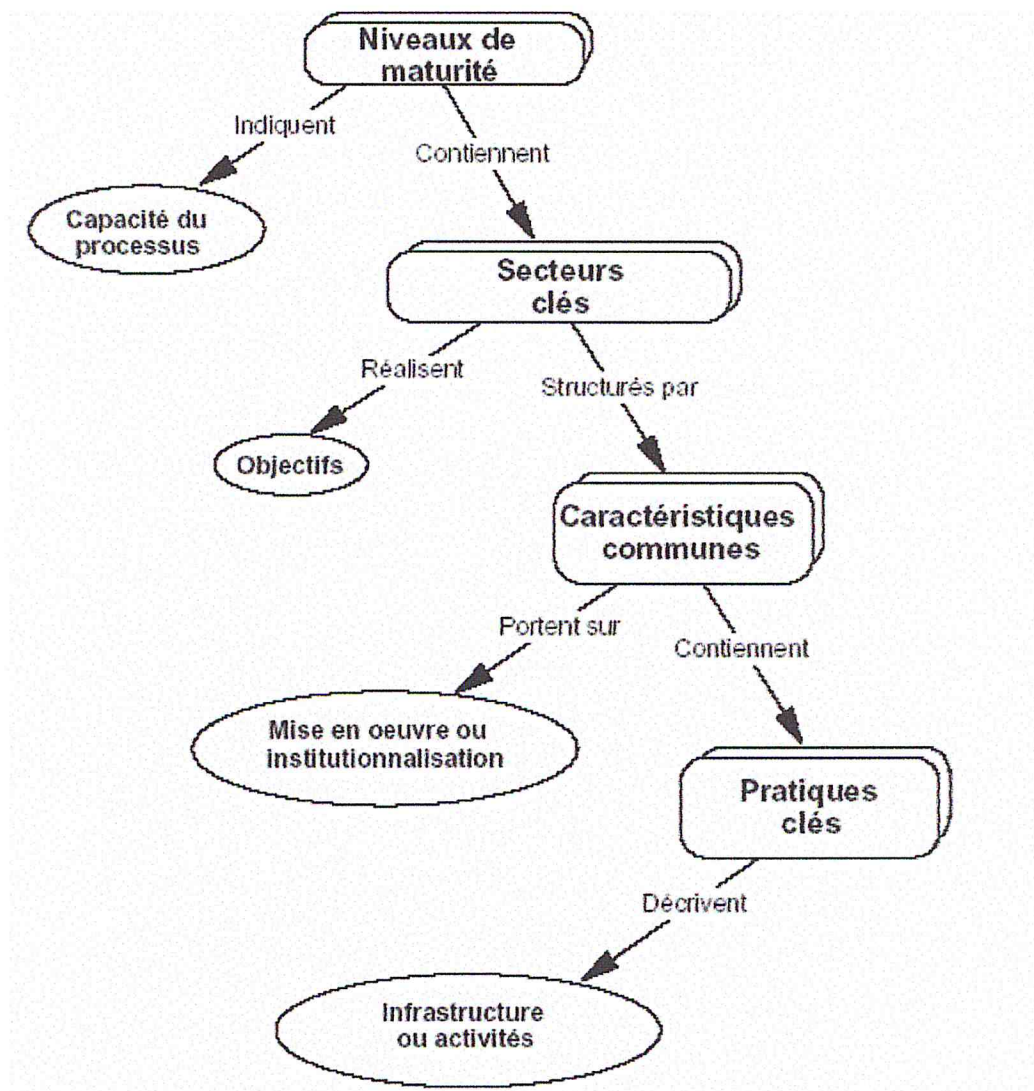 Niveaux de
maturité
Indiquent
Contiennent
Capacité du
processus
Secteurs
clés
Réalisent
Structurés par
Objectifs
Caractéristiques
communes
Portent sur
Contiennent
Mise en oeuvre ou
institutionnalisation
Pratiques
clés
Décrivent
Infrastructure
ou activités